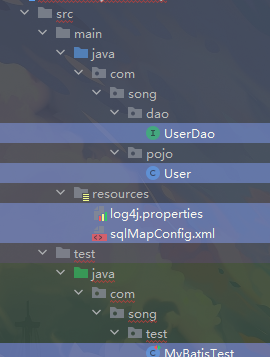 src
main
java
com
song
dao
UserDao
pojo
User
resources
log4j.properties
sqlMapConfig.xml
test
java
com
song
test
MyBatisTest